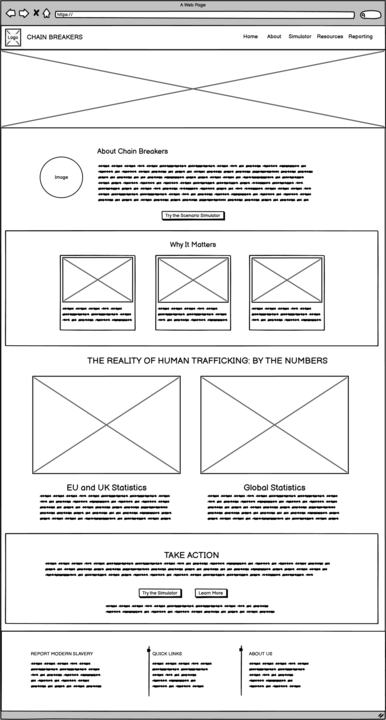 A Web Page
https://
Logo
CHAIN BREAKERS
Home About Simulator Resources Reporting
About Chain Breakers
Image
Try the Scenario Simulator
Why It Matters
THE REALITY OF HUMAN TRAFFICKING: BY THE NUMBERS
EU and UK Statistics
Global Statistics
TAKE ACTION
Try the Simulator
Learn More
REPORT MODERN SLAVERY
QUICK LINKS
ABOUT US